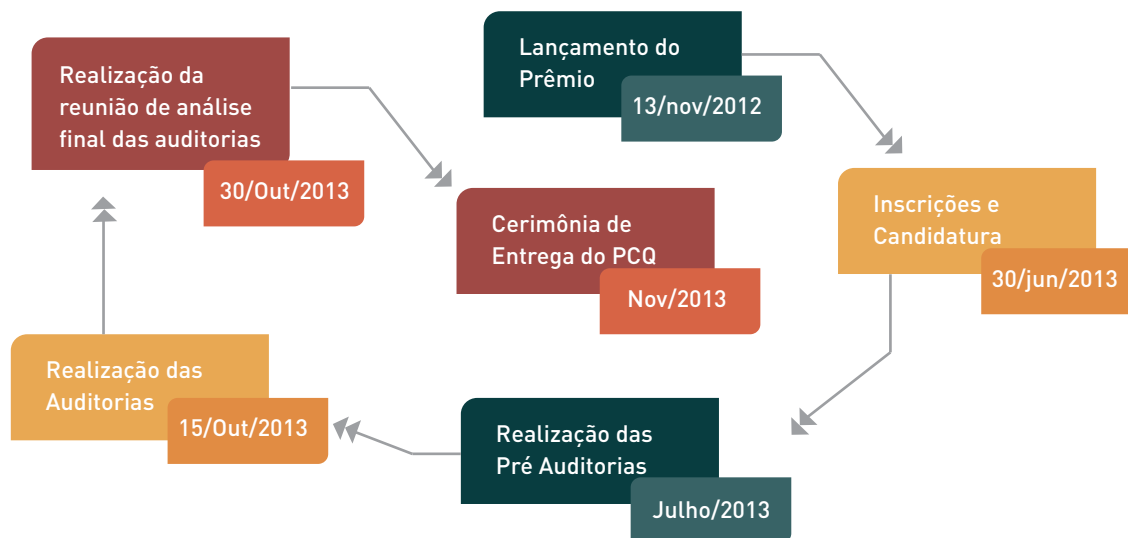 Lançamento do
Prêmio
13/nov/2012
Inscrições e
Candidatura
30/jun/2013
Realização das
Pré Auditorias
Julho/2013
Realização das
Auditorias
15/Out/2013
Realização da
reunião de análise
final das auditorias
30/Out/2013
Cerimônia de
Entrega do PCQ
Nov/2013